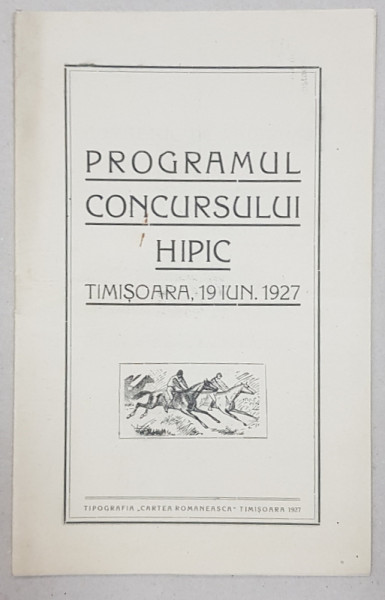 PROGRAMUL
CONCURSULUI
HIPIC
TIMIȘOARA, 19 IUN. 1927
TIPOGRAFIA „CARTEA ROMANEASCA" TIMIȘOARA 1927